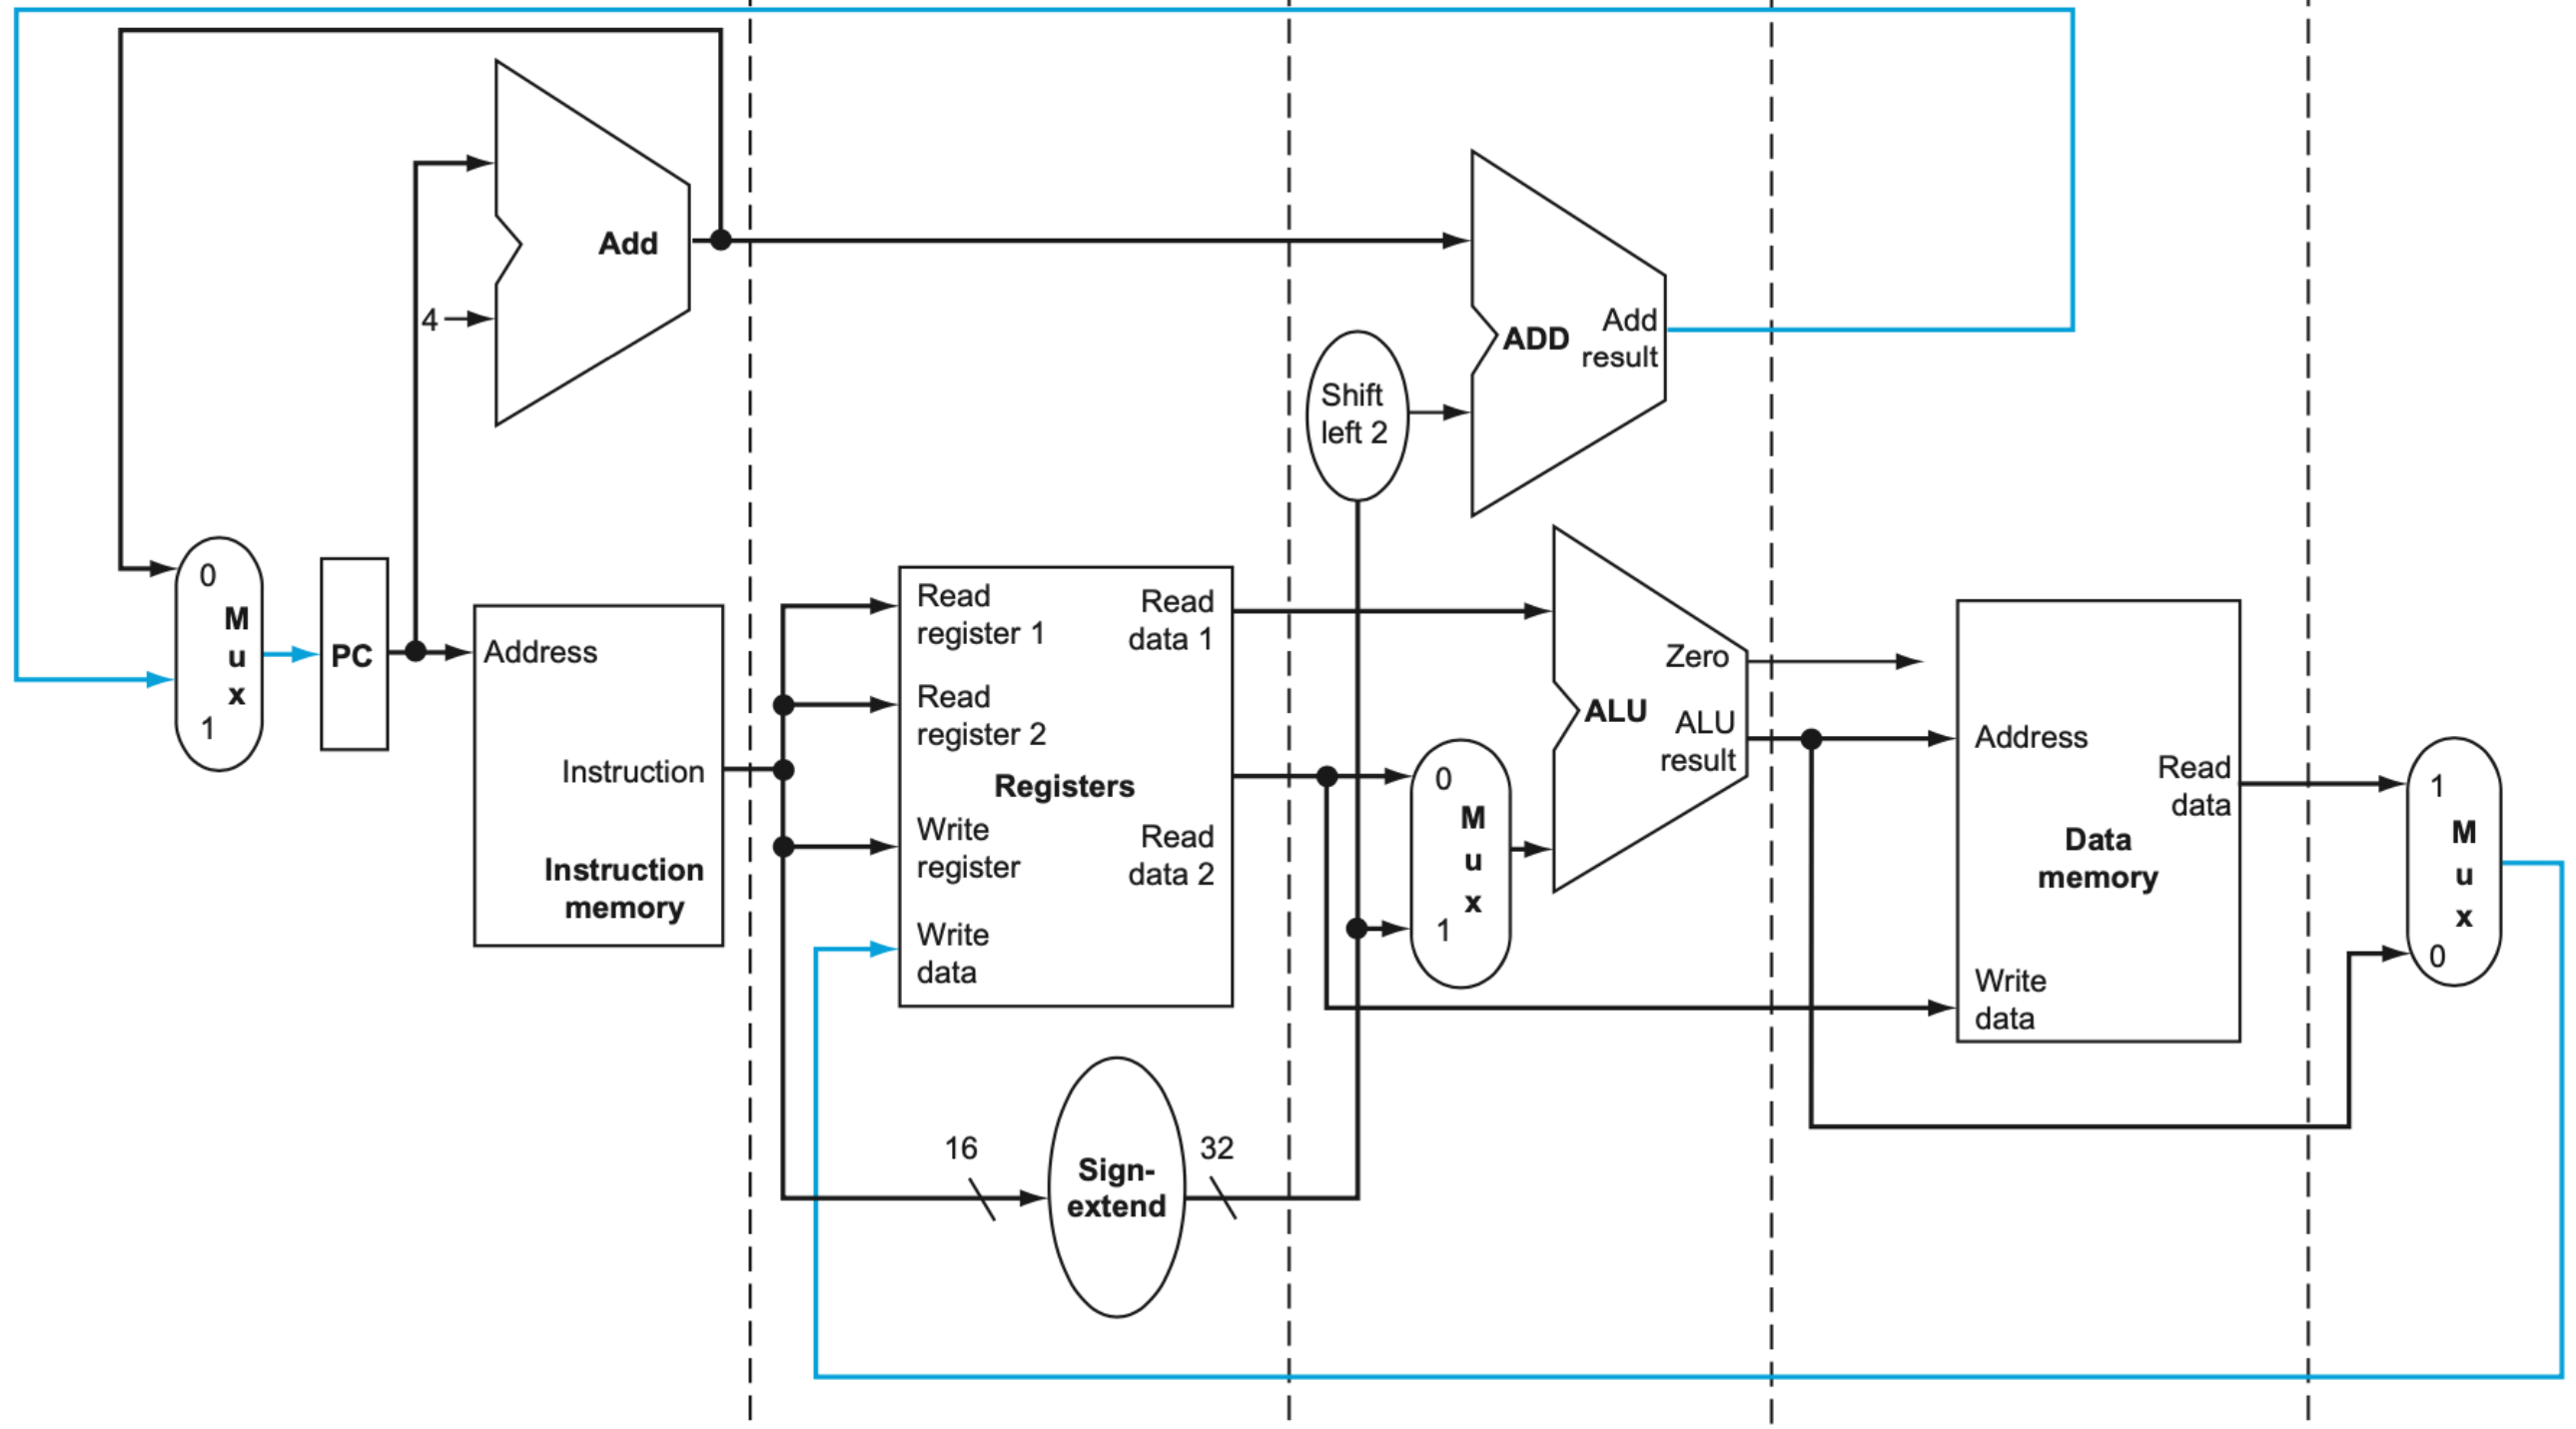 Add
4
ADD
Add
result
Shift
left 2
0
M
u
x
1
PC
Address
Instruction
Instruction
memory
Read
register 1
Read
data 1
Read
register 2
Registers
Write
register
Read
data 2
Write
data
16
Sign-
extend
32
0
M
u
x
1
Zero
ALU
ALU
result
Address
Read
data
Data
memory
Write
data
1
M
u
x
0